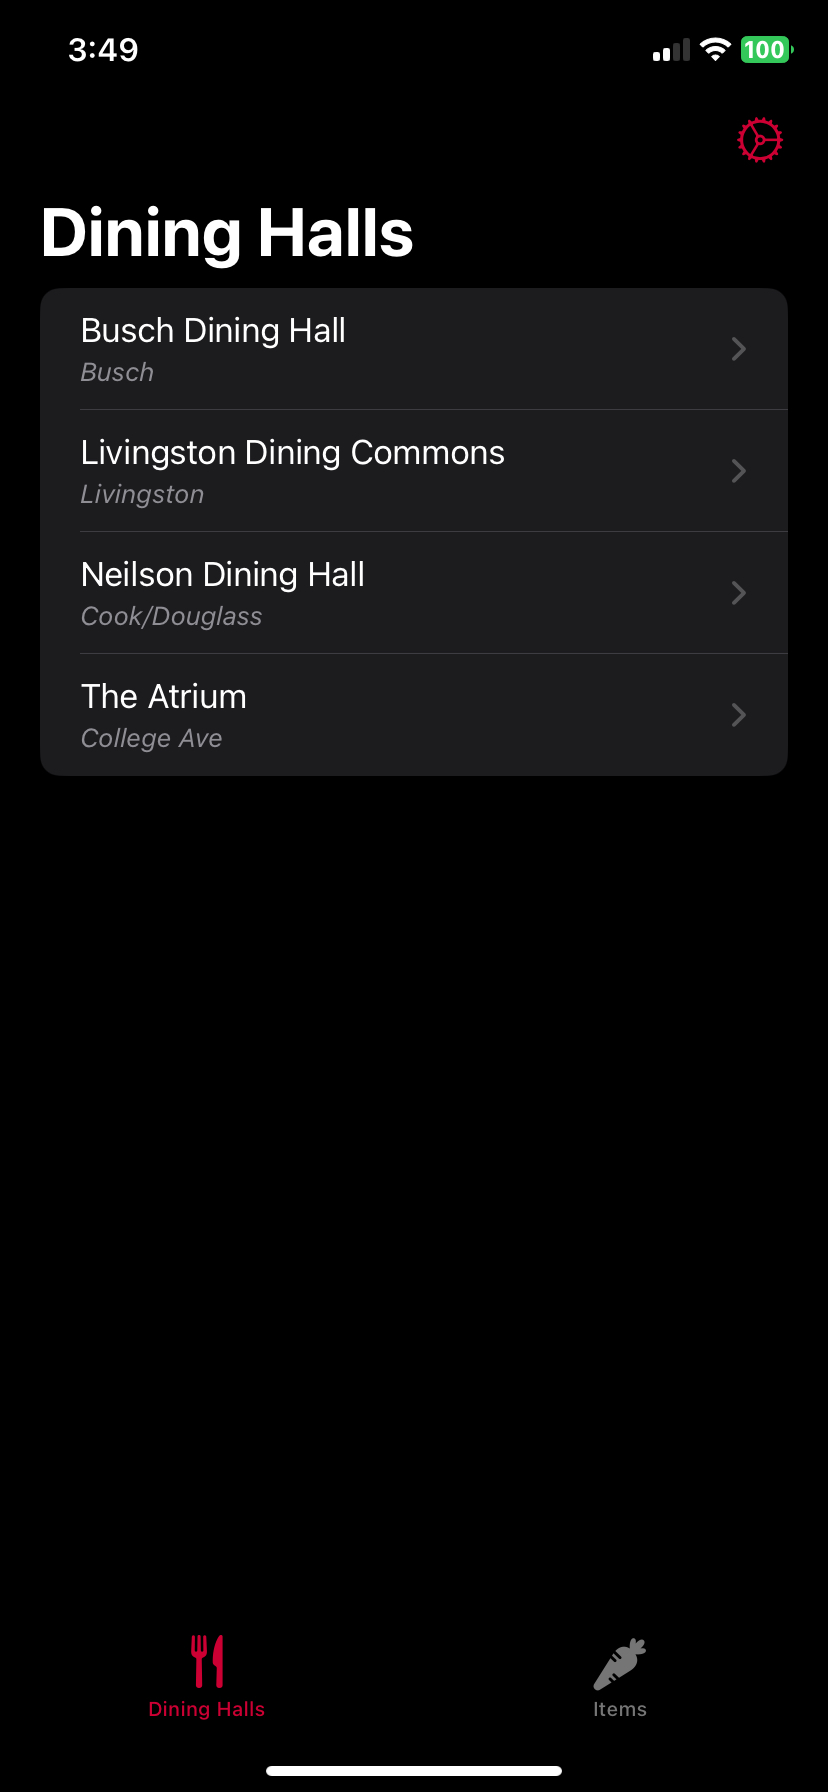 3:49
100
Dining Halls
Busch Dining Hall
Busch
Livingston Dining Commons
Livingston
Neilson Dining Hall
Cook/Douglass
The Atrium
College Ave
Dining Halls
Items